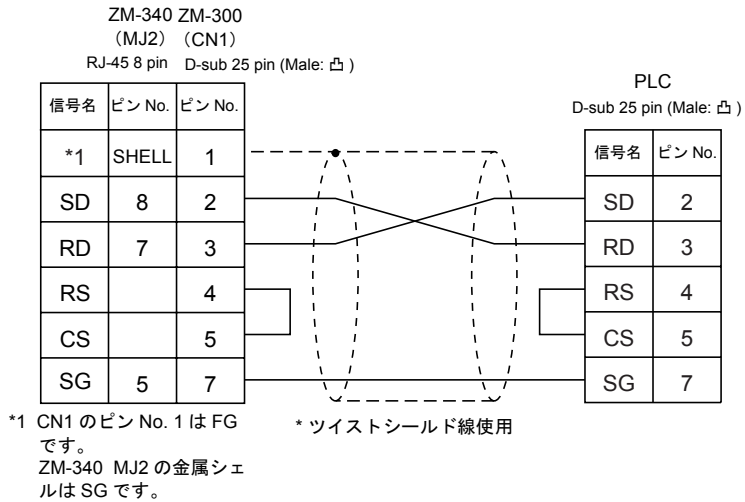 ZM-340 ZM-300
(MJ2) (CN1)
RJ-45 8 pin D-sub 25 pin (Male: 凸 )
信号名 ピン No. ピン No.
*1 SHELL 1
SD 8 2
RD 7 3
RS 4
CS 5
SG 5 7
PLC
D-sub 25 pin (Male: 凸 )
信号名 ピン No.
SD 2
RD 3
RS 4
CS 5
SG 7
*1 CN1 のピン No. 1 は FG
です。
ZM-340 MJ2 の金属シェ
ルは SG です。
* ツイストシールド線使用